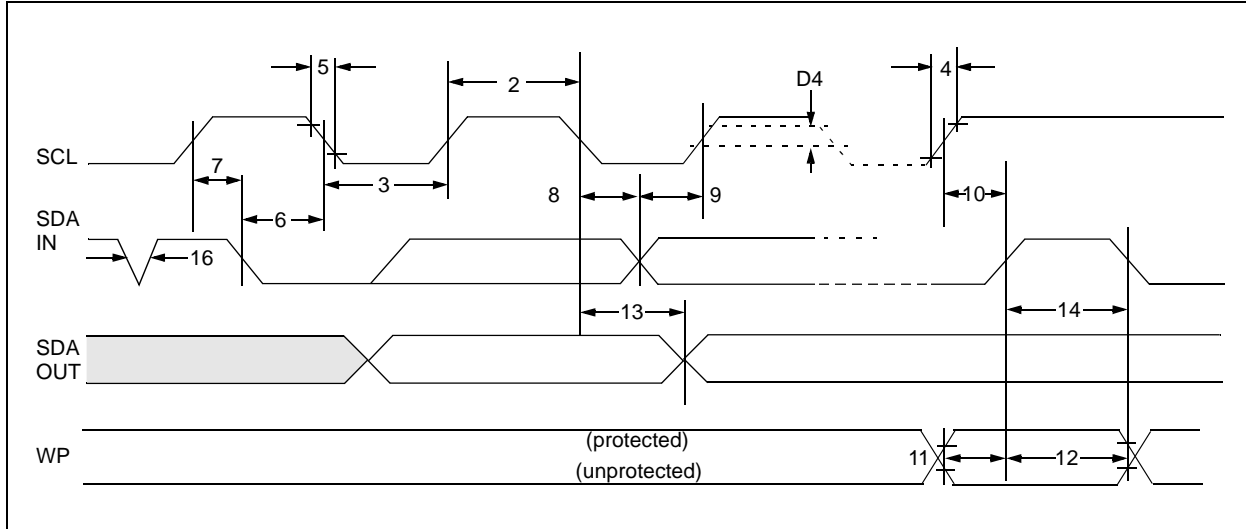 5
2
D4
4
SCL
7
3
8
9
10
6
SDA
IN
16
13
14
SDA
OUT
(protected)
WP
11
12
(unprotected)